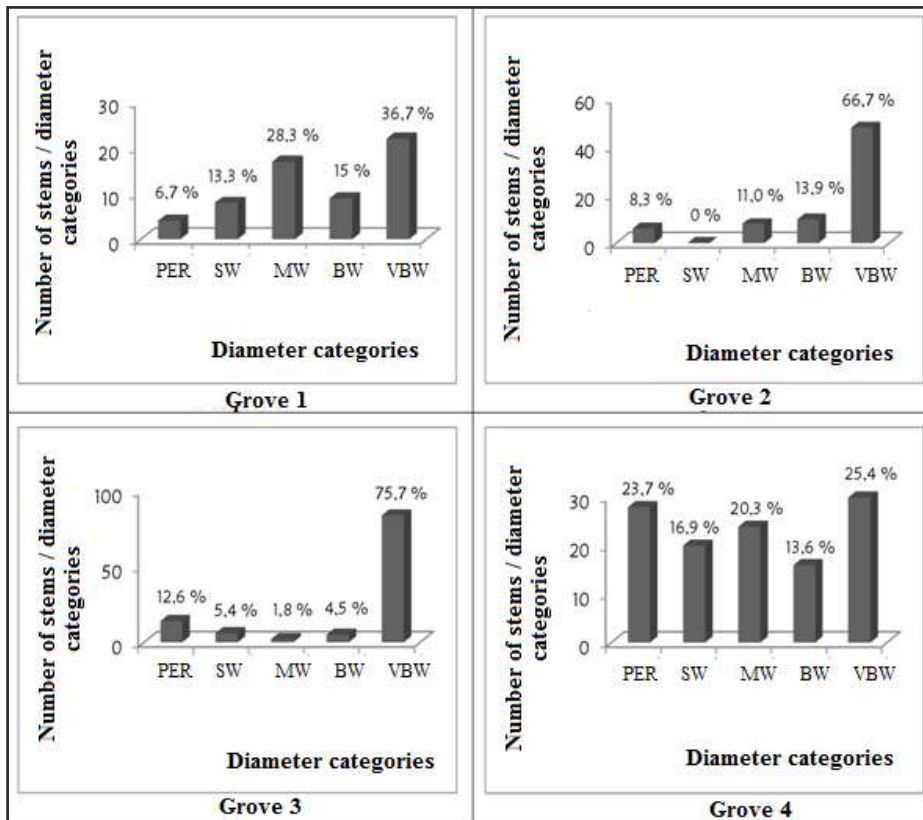 Number of stems / diameter
categories
30
20
10
0
6,7 %
13,3 %
28,3 %
15 %
36,7 %
PER SW MW BW VBW
Diameter categories
Grove 1
Number of stems / diameter
categories
60
40
20
0
8,3 %
0 %
11,0 %
13,9 %
66,7 %
PER SW MW BW VBW
Diameter categories
Grove 2
Number of stems / diameter
categories
100
50
0
12,6 %
5,4 %
1,8 %
4,5 %
75,7 %
PER SW MW BW VBW
Diameter categories
Grove 3
Number of stems / diameter
categories
30
20
10
0
23,7 %
16,9 %
20,3 %
13,6 %
25,4 %
PER SW MW BW VBW
Diameter categories
Grove 4